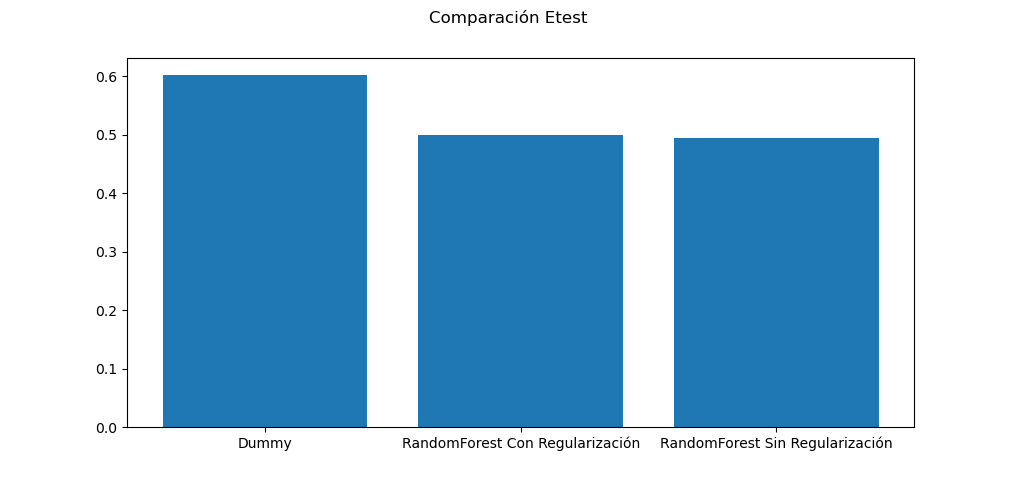 Comparación Etest
0.6
0.5
0.4
0.3
0.2
0.1
0.0
Dummy
RandomForest Con Regularización
RandomForest Sin Regularización